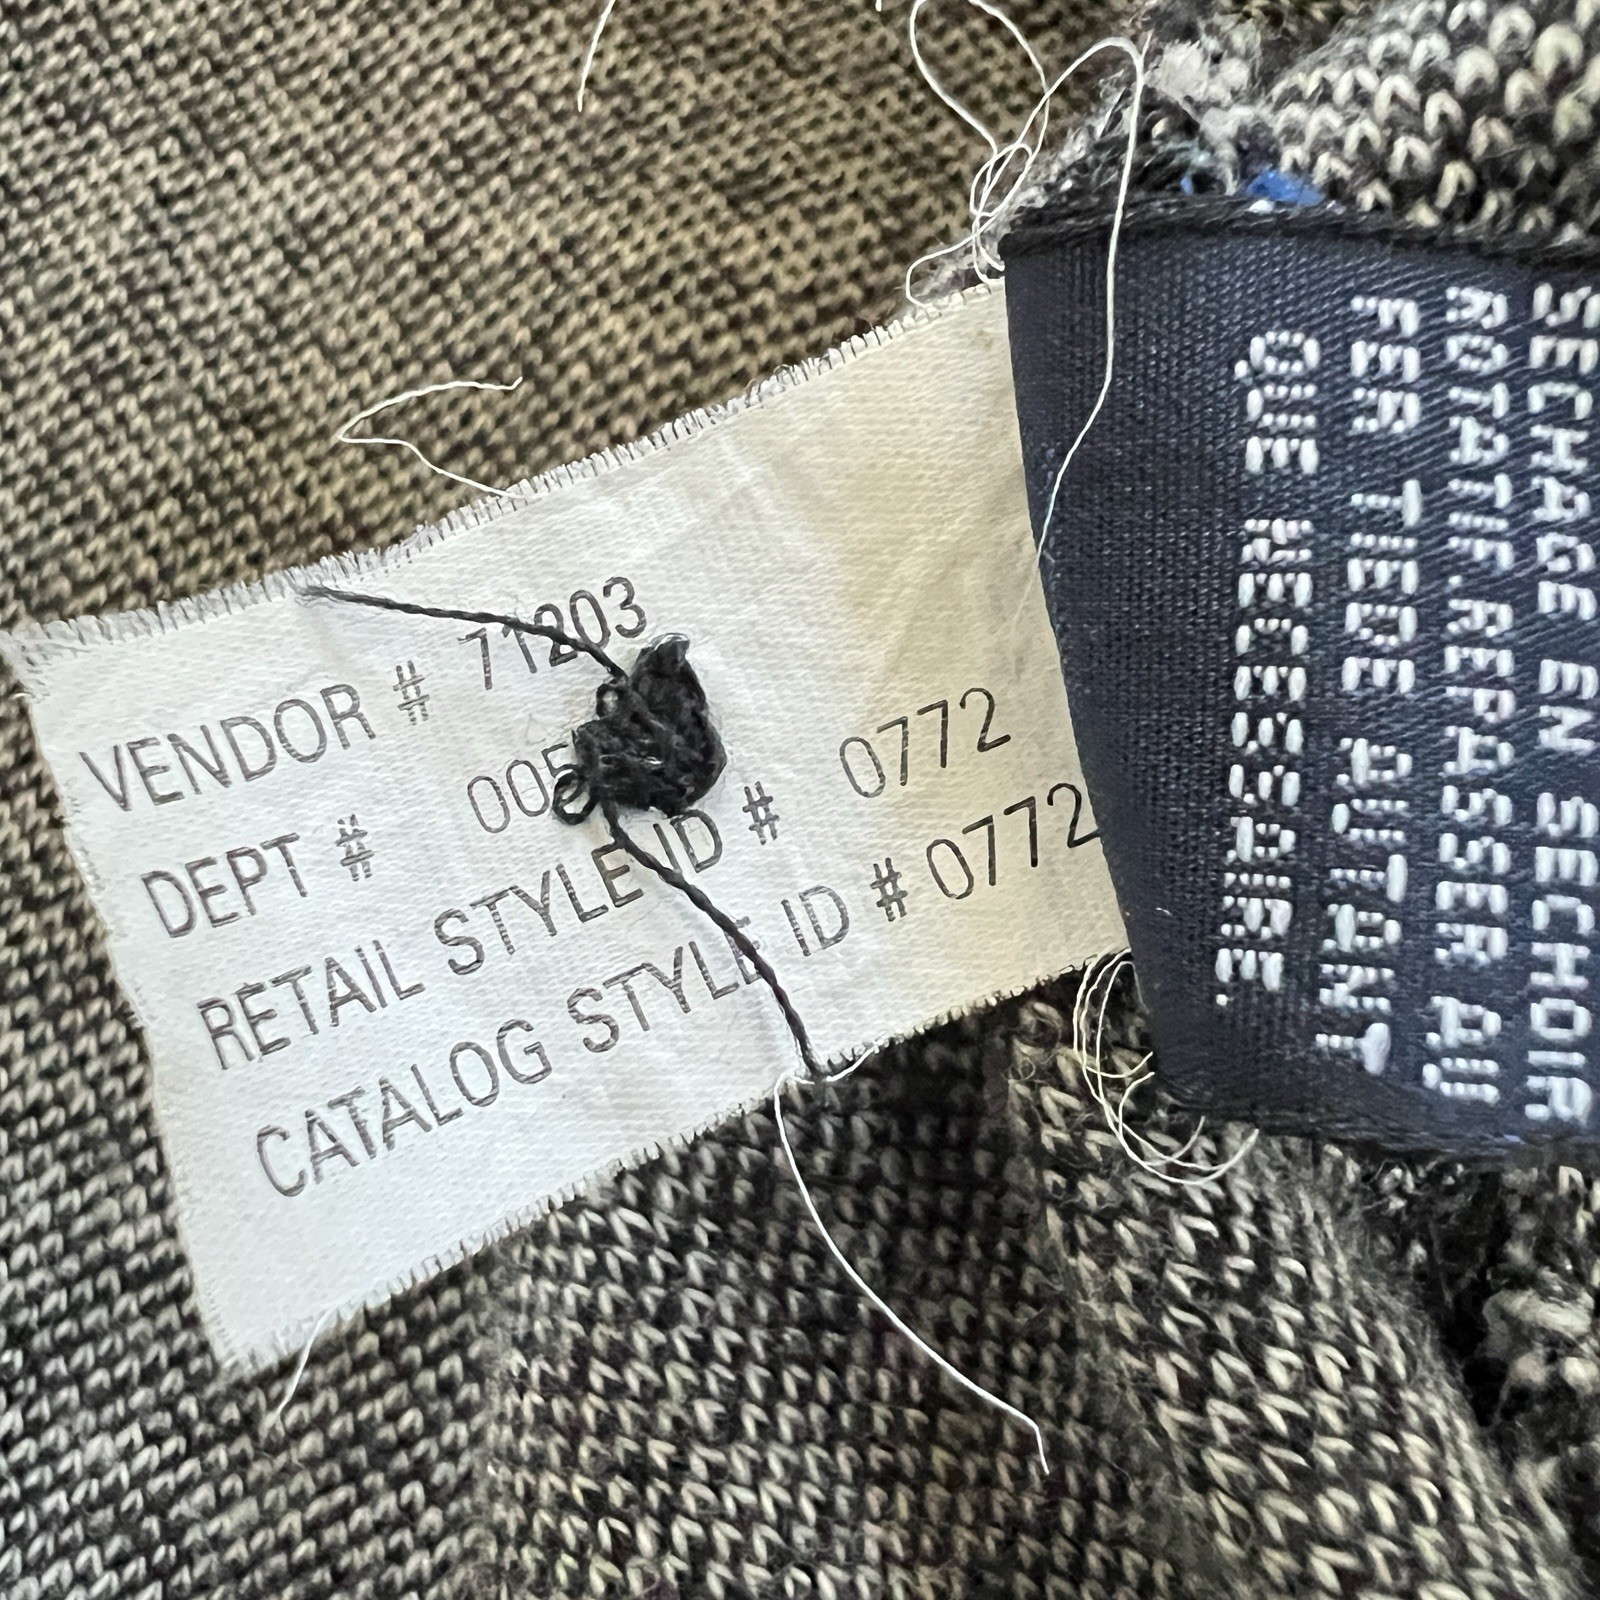 VENDOR # 71203
DEPT # 005
RETAIL STYLE ID # 0772
CATALOG STYLE ID # 0772
SECHAGE EN SECHOIR
ROTATIF. REPASSER AU
FER TIEDE AUTANT
QUE NECESSAIRE.